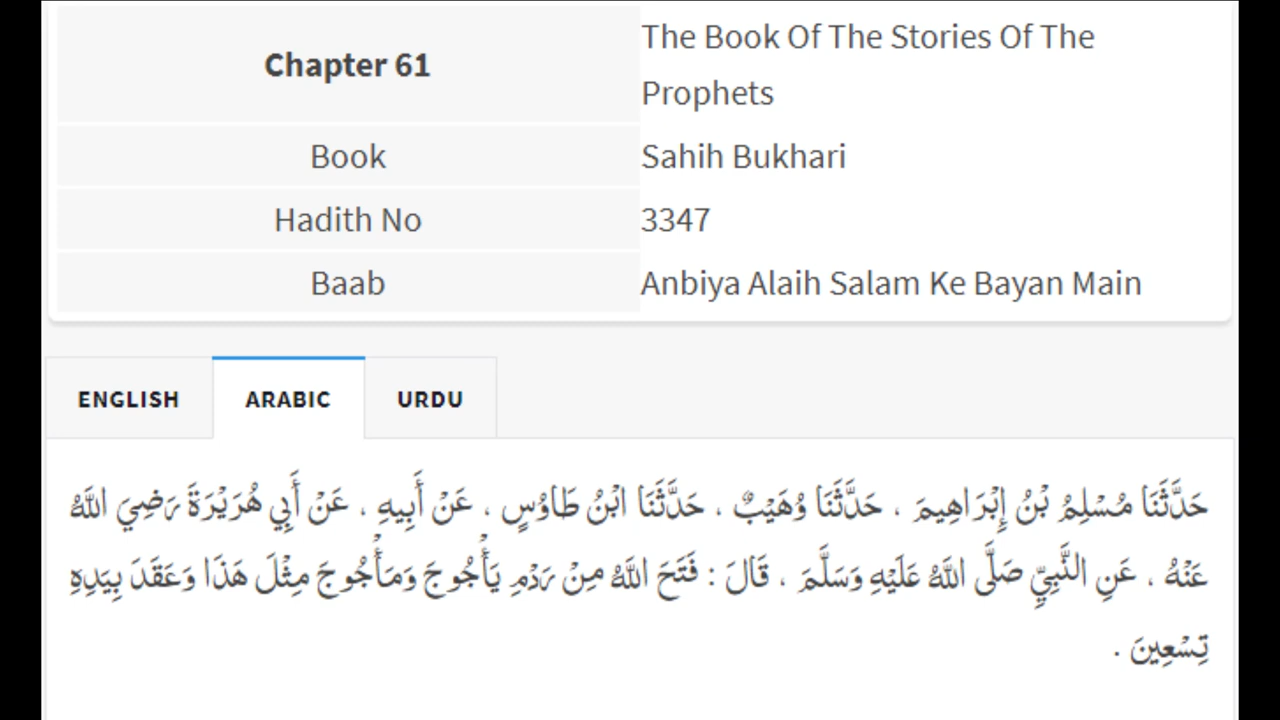 Chapter 61
The Book Of The Stories Of The
Prophets
Book
Sahih Bukhari
Hadith No
3347
Baab
Anbiya Alaih Salam Ke Bayan Main
ENGLISH
ARABIC
URDU
حَدَّثَنَا مُسْلِمُ بْنُ إِبْرَاهِيمَ ، حَدَّثَنَا وُهَيْبٌ ، حَدَّثَنَا ابْنُ طَاوُسٍ ، عَنْ أَبِيهِ ، عَنْ أَبِي هُرَيْرَةَ رَضِيَ اللَّهُ
عَنْهُ ، عَنِ النَّبِيِّ صَلَّى اللَّهُ عَلَيْهِ وَسَلَّمَ ، قَالَ : فَتَحَ اللَّهُ مِنْ رَدْمِ يَأْجُوجَ وَمَأْجُوجَ مِثْلَ هَذَا وَعَقَدَ بِيَدِهِ
تِسْعِينَ .